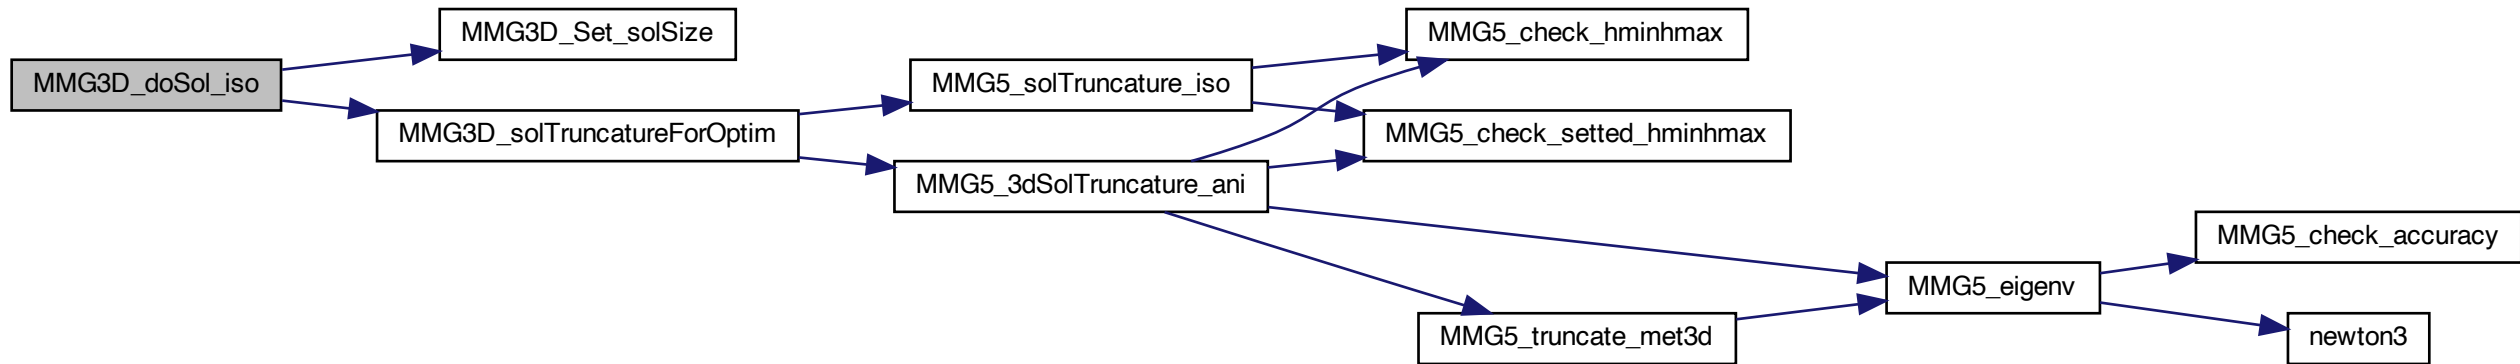 MMG3D_doSol_iso
MMG3D_Set_solSize
MMG3D_solTruncatureForOptim
MMG5_solTruncature_iso
MMG5_3dSolTruncature_ani
MMG5_check_hminhmax
MMG5_check_setted_hminhmax
MMG5_truncate_met3d
MMG5_eigenv
MMG5_check_accuracy
newton3